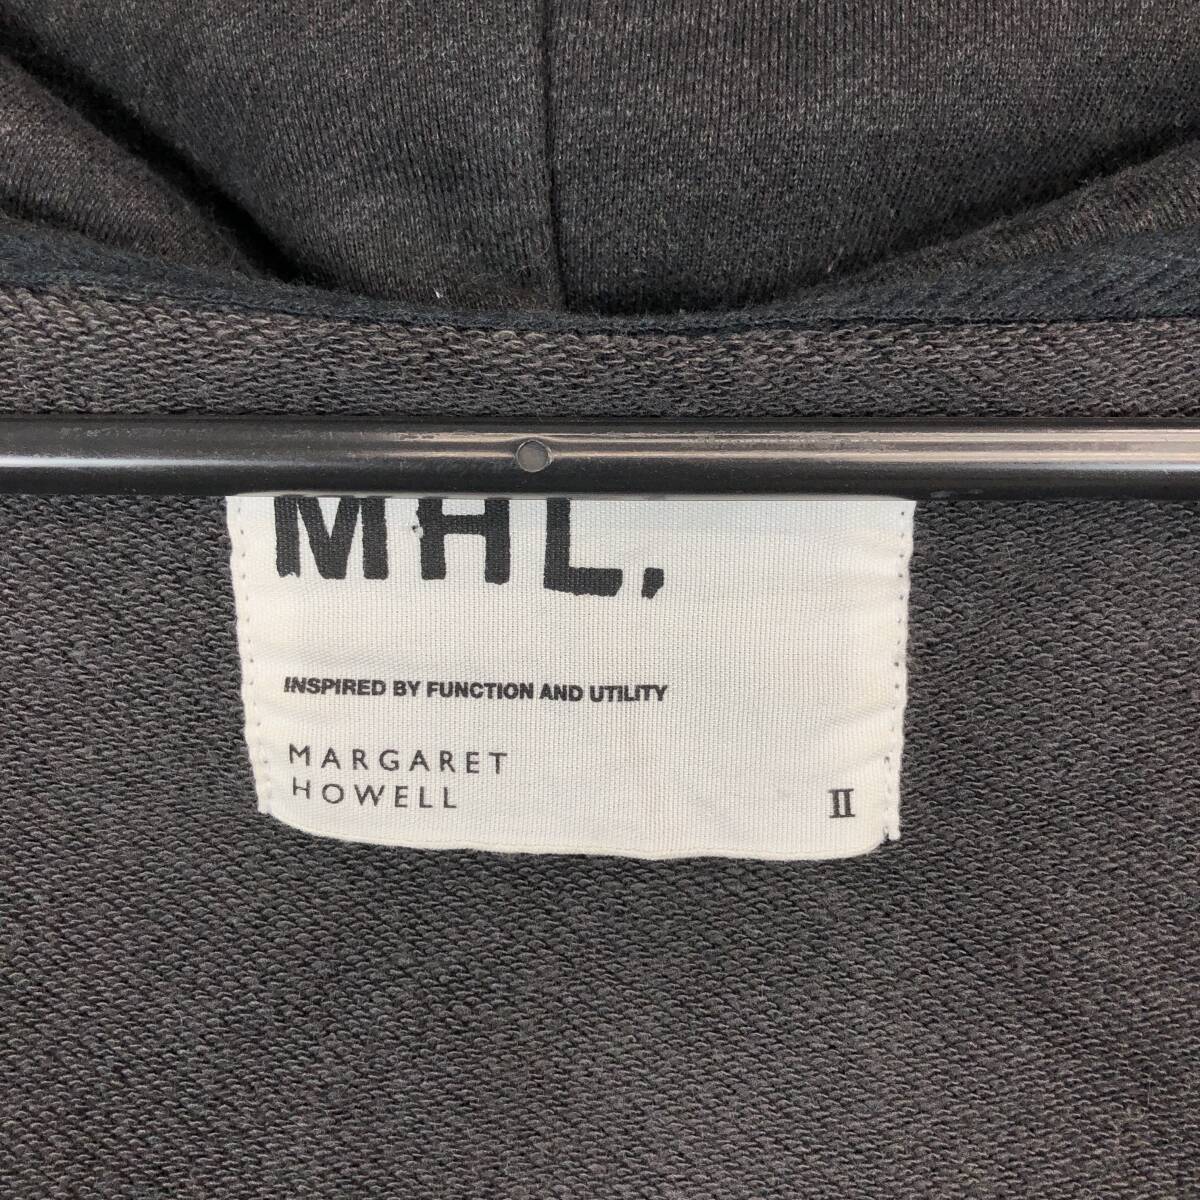 MHL.
INSPIRED BY FUNCTION AND UTILITY
MARGARET
HOWELL
II